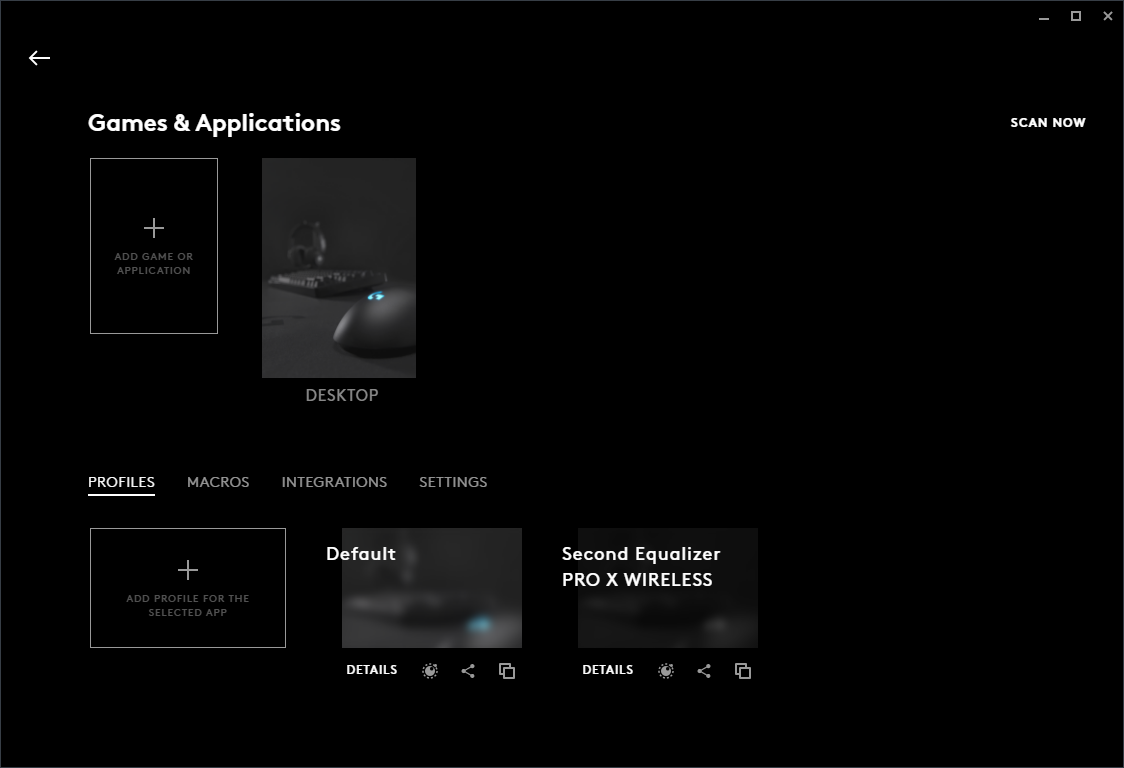 Games & Applications
SCAN NOW
ADD GAME OR
APPLICATION
DESKTOP
PROFILES
MACROS
INTEGRATIONS
SETTINGS
ADD PROFILE FOR THE
SELECTED APP
Default
DETAILS
Second Equalizer
PRO X WIRELESS
DETAILS